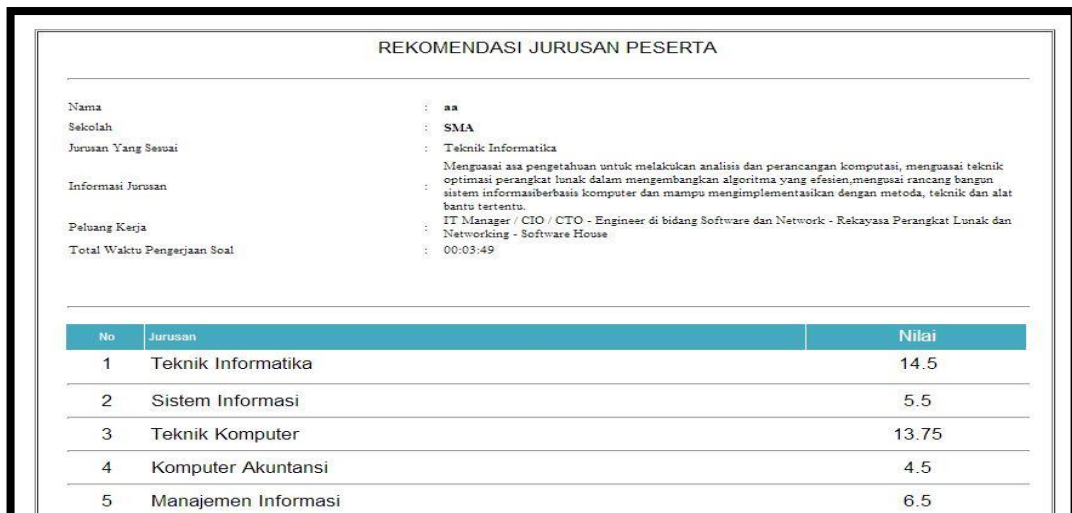 REKOMENDASI JURUSAN PESERTA
Nama : aa
Sekolah : SMA
Jurusan Yang Sesuai : Teknik Informatika
Informasi Jurusan : Menguasai asa pengetahuan untuk melakukan analisis dan perancangan komputasi, menguasai teknik
optimasi perangkat lunak dalam mengembangkan algoritma yang efesien,mengusai rancang bangun
sistem informasiberbasis komputer dan mampu mengimplementasikan dengan metoda, teknik dan alat
bantu tertentu.
Peluang Kerja : IT Manager / CIO / CTO - Engineer di bidang Software dan Network - Rekayasa Perangkat Lunak dan
Networking - Software House
Total Waktu Pengerjaan Soal : 00:03:49
No Jurusan Nilai
1 Teknik Informatika 14.5
2 Sistem Informasi 5.5
3 Teknik Komputer 13.75
4 Komputer Akuntansi 4.5
5 Manajemen Informasi 6.5